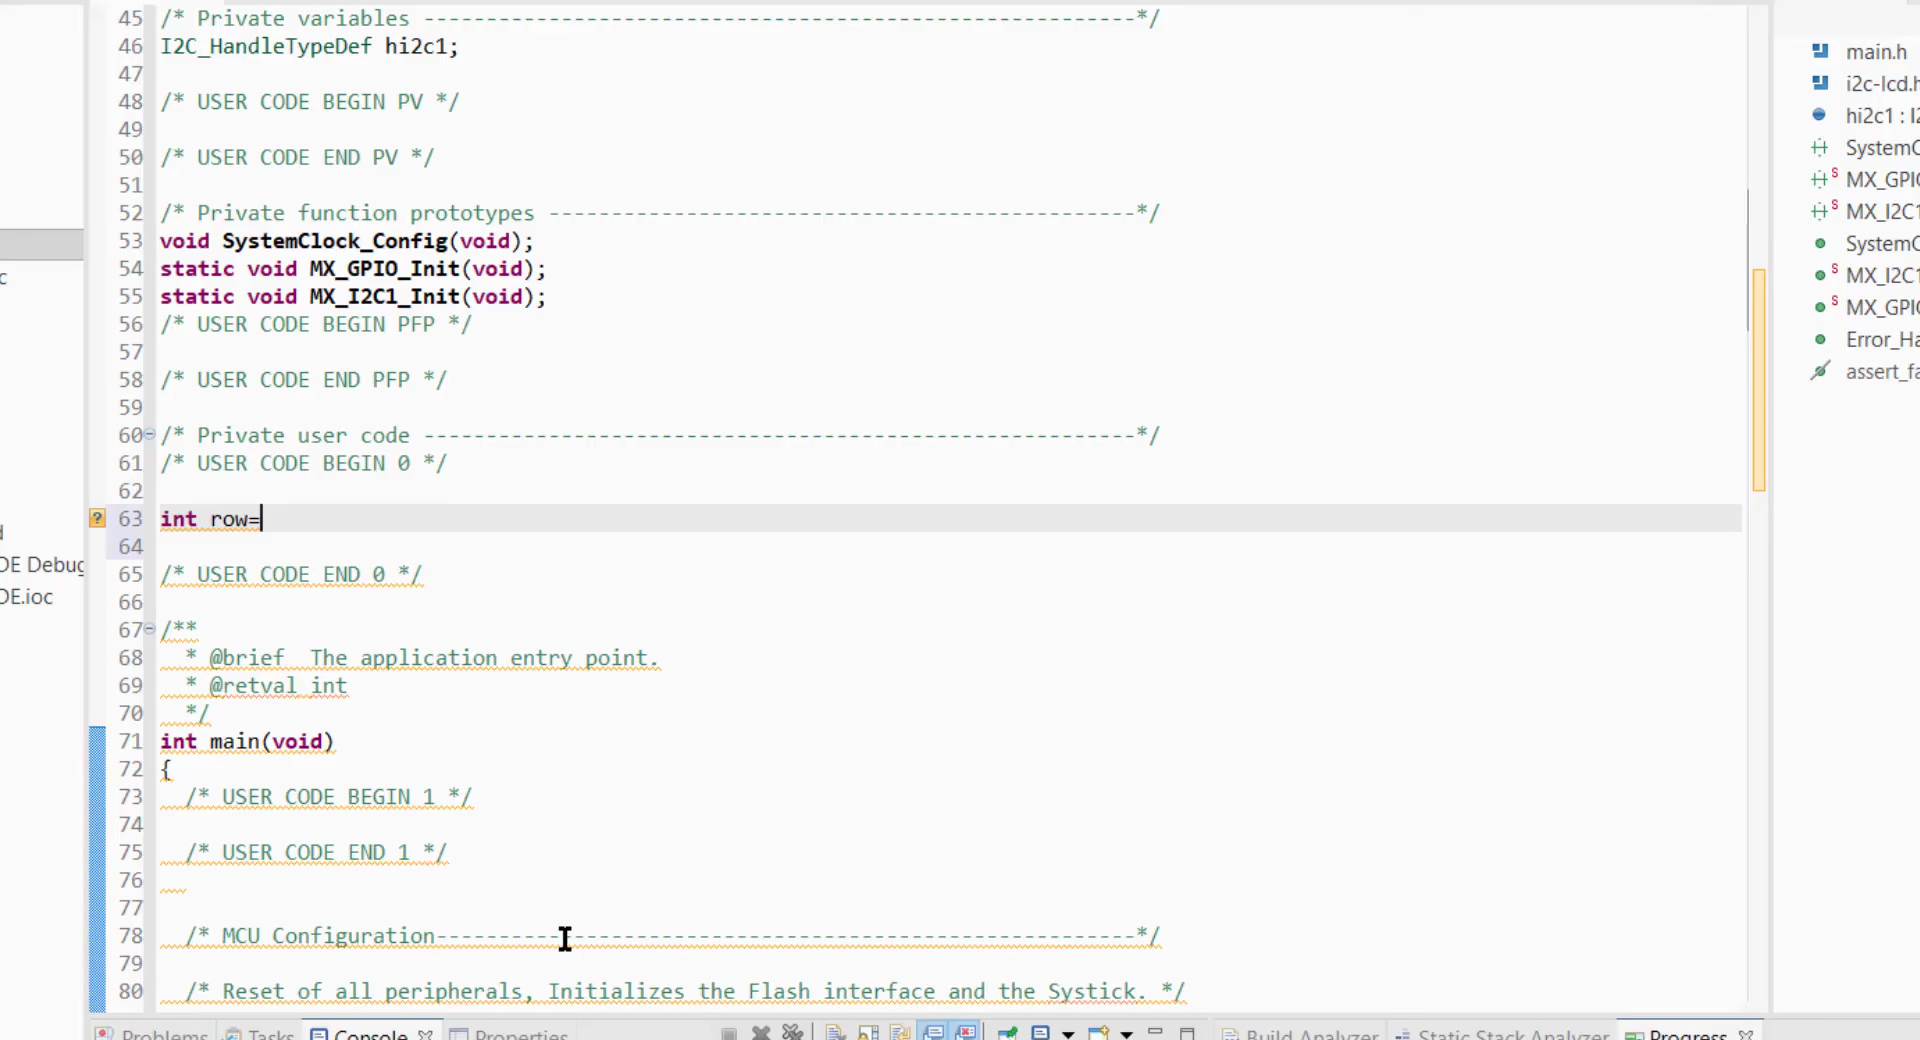 45 /* Private variables ---------------------------------------------------------*/
46 I2C_HandleTypeDef hi2c1;
47
48 /* USER CODE BEGIN PV */
49
50 /* USER CODE END PV */
51
52 /* Private function prototypes -----------------------------------------------*/
53 void SystemClock_Config(void);
54 static void MX_GPIO_Init(void);
55 static void MX_I2C1_Init(void);
56 /* USER CODE BEGIN PFP */
57
58 /* USER CODE END PFP */
59
60 /* Private user code ---------------------------------------------------------*/
61 /* USER CODE BEGIN 0 */
62
63 int row=
64
65 /* USER CODE END 0 */
66
67 /**
68   * @brief  The application entry point.
69   * @retval int
70   */
71 int main(void)
72 {
73   /* USER CODE BEGIN 1 */
74
75   /* USER CODE END 1 */
76
77
78   /* MCU Configuration--------------------------------------------------------*/
79
80   /* Reset of all peripherals, Initializes the Flash interface and the Systick. */
c
DE Debug
DE.ioc
main.h
i2c-lcd.h
hi2c1 : I2
SystemC
MX_GPIO
MX_I2C1
SystemC
MX_I2C1
MX_GPIO
Error_Ha
assert_fa
Problems Tasks Console Properties Build Analyzer Static Stack Analyzer Progress